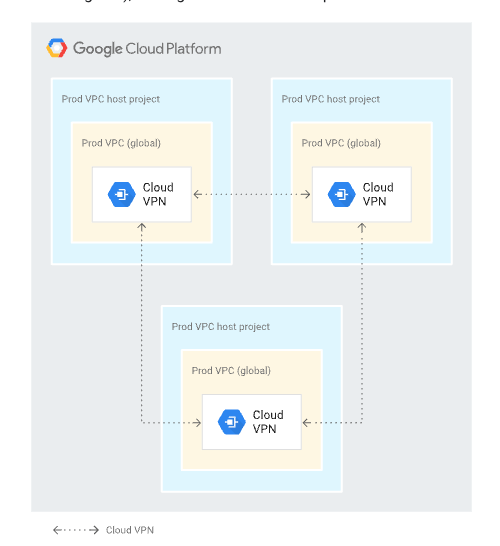 Google Cloud Platform
Prod VPC host project
Prod VPC (global)
Cloud
VPN
Prod VPC host project
Prod VPC (global)
Cloud
VPN
Prod VPC host project
Prod VPC (global)
Cloud
VPN
Cloud VPN